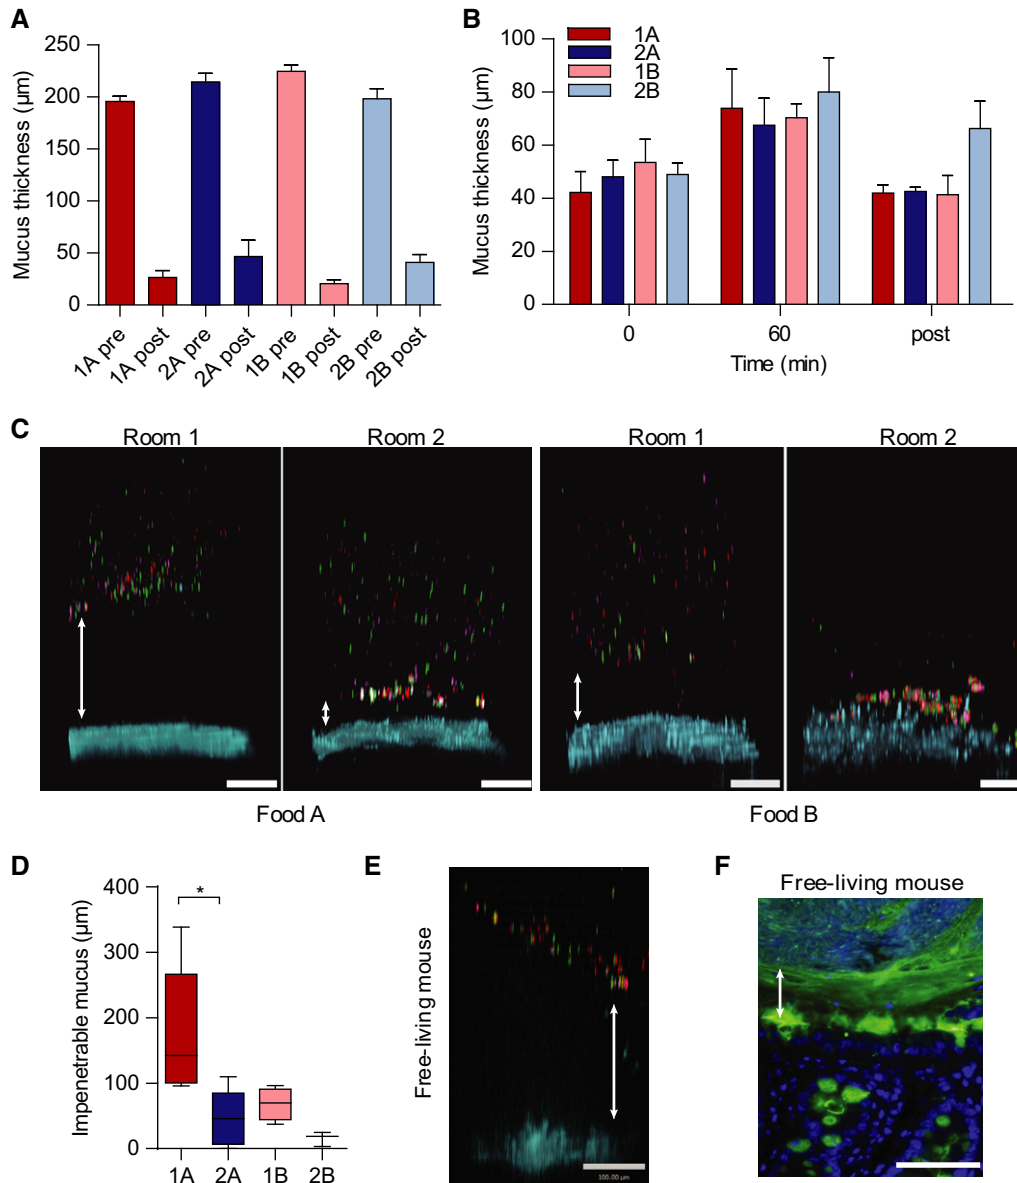 A
Mucus thickness (µm)
250
200
150
100
50
0
1A pre
1A post
2A pre
2A post
1B pre
1B post
2B pre
2B post
B
Mucus thickness (µm)
100
80
60
40
20
0
1A
2A
1B
2B
0 60 post
Time (min)
C
Room 1 Room 2 Room 1 Room 2
Food A Food B
D
Impenetrable mucus (µm)
400
300
200
100
0
*
1A 2A 1B 2B
E
Free-living mouse
100.00 µm
F
Free-living mouse